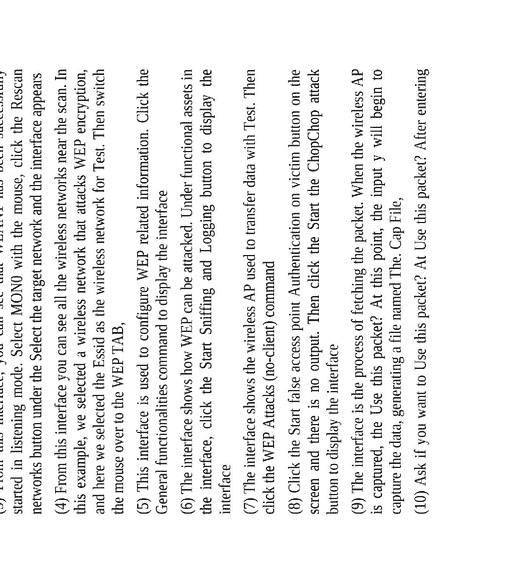 started in listening mode. Select MON0 with the mouse, click the Rescan
networks button under the Select the target network and the interface appears
(4) From this interface you can see all the wireless networks near the scan. In
this example, we selected a wireless network that attacks WEP encryption,
and here we selected the Essid as the wireless network for Test. Then switch
the mouse over to the WEP TAB,
(5) This interface is used to configure WEP related information. Click the
General functionalities command to display the interface
(6) The interface shows how WEP can be attacked. Under functional assets in
the interface, click the Start Sniffing and Logging button to display the
interface
(7) The interface shows the wireless AP used to transfer data with Test. Then
click the WEP Attacks (no-client) command
(8) Click the Start false access point Authentication on victim button on the
screen and there is no output. Then click the Start the ChopChop attack
button to display the interface
(9) The interface is the process of fetching the packet. When the wireless AP
is captured, the Use this packet? At this point, the input y will begin to
capture the data, generating a file named The. Cap File,
(10) Ask if you want to Use this packet? At Use this packet? After entering